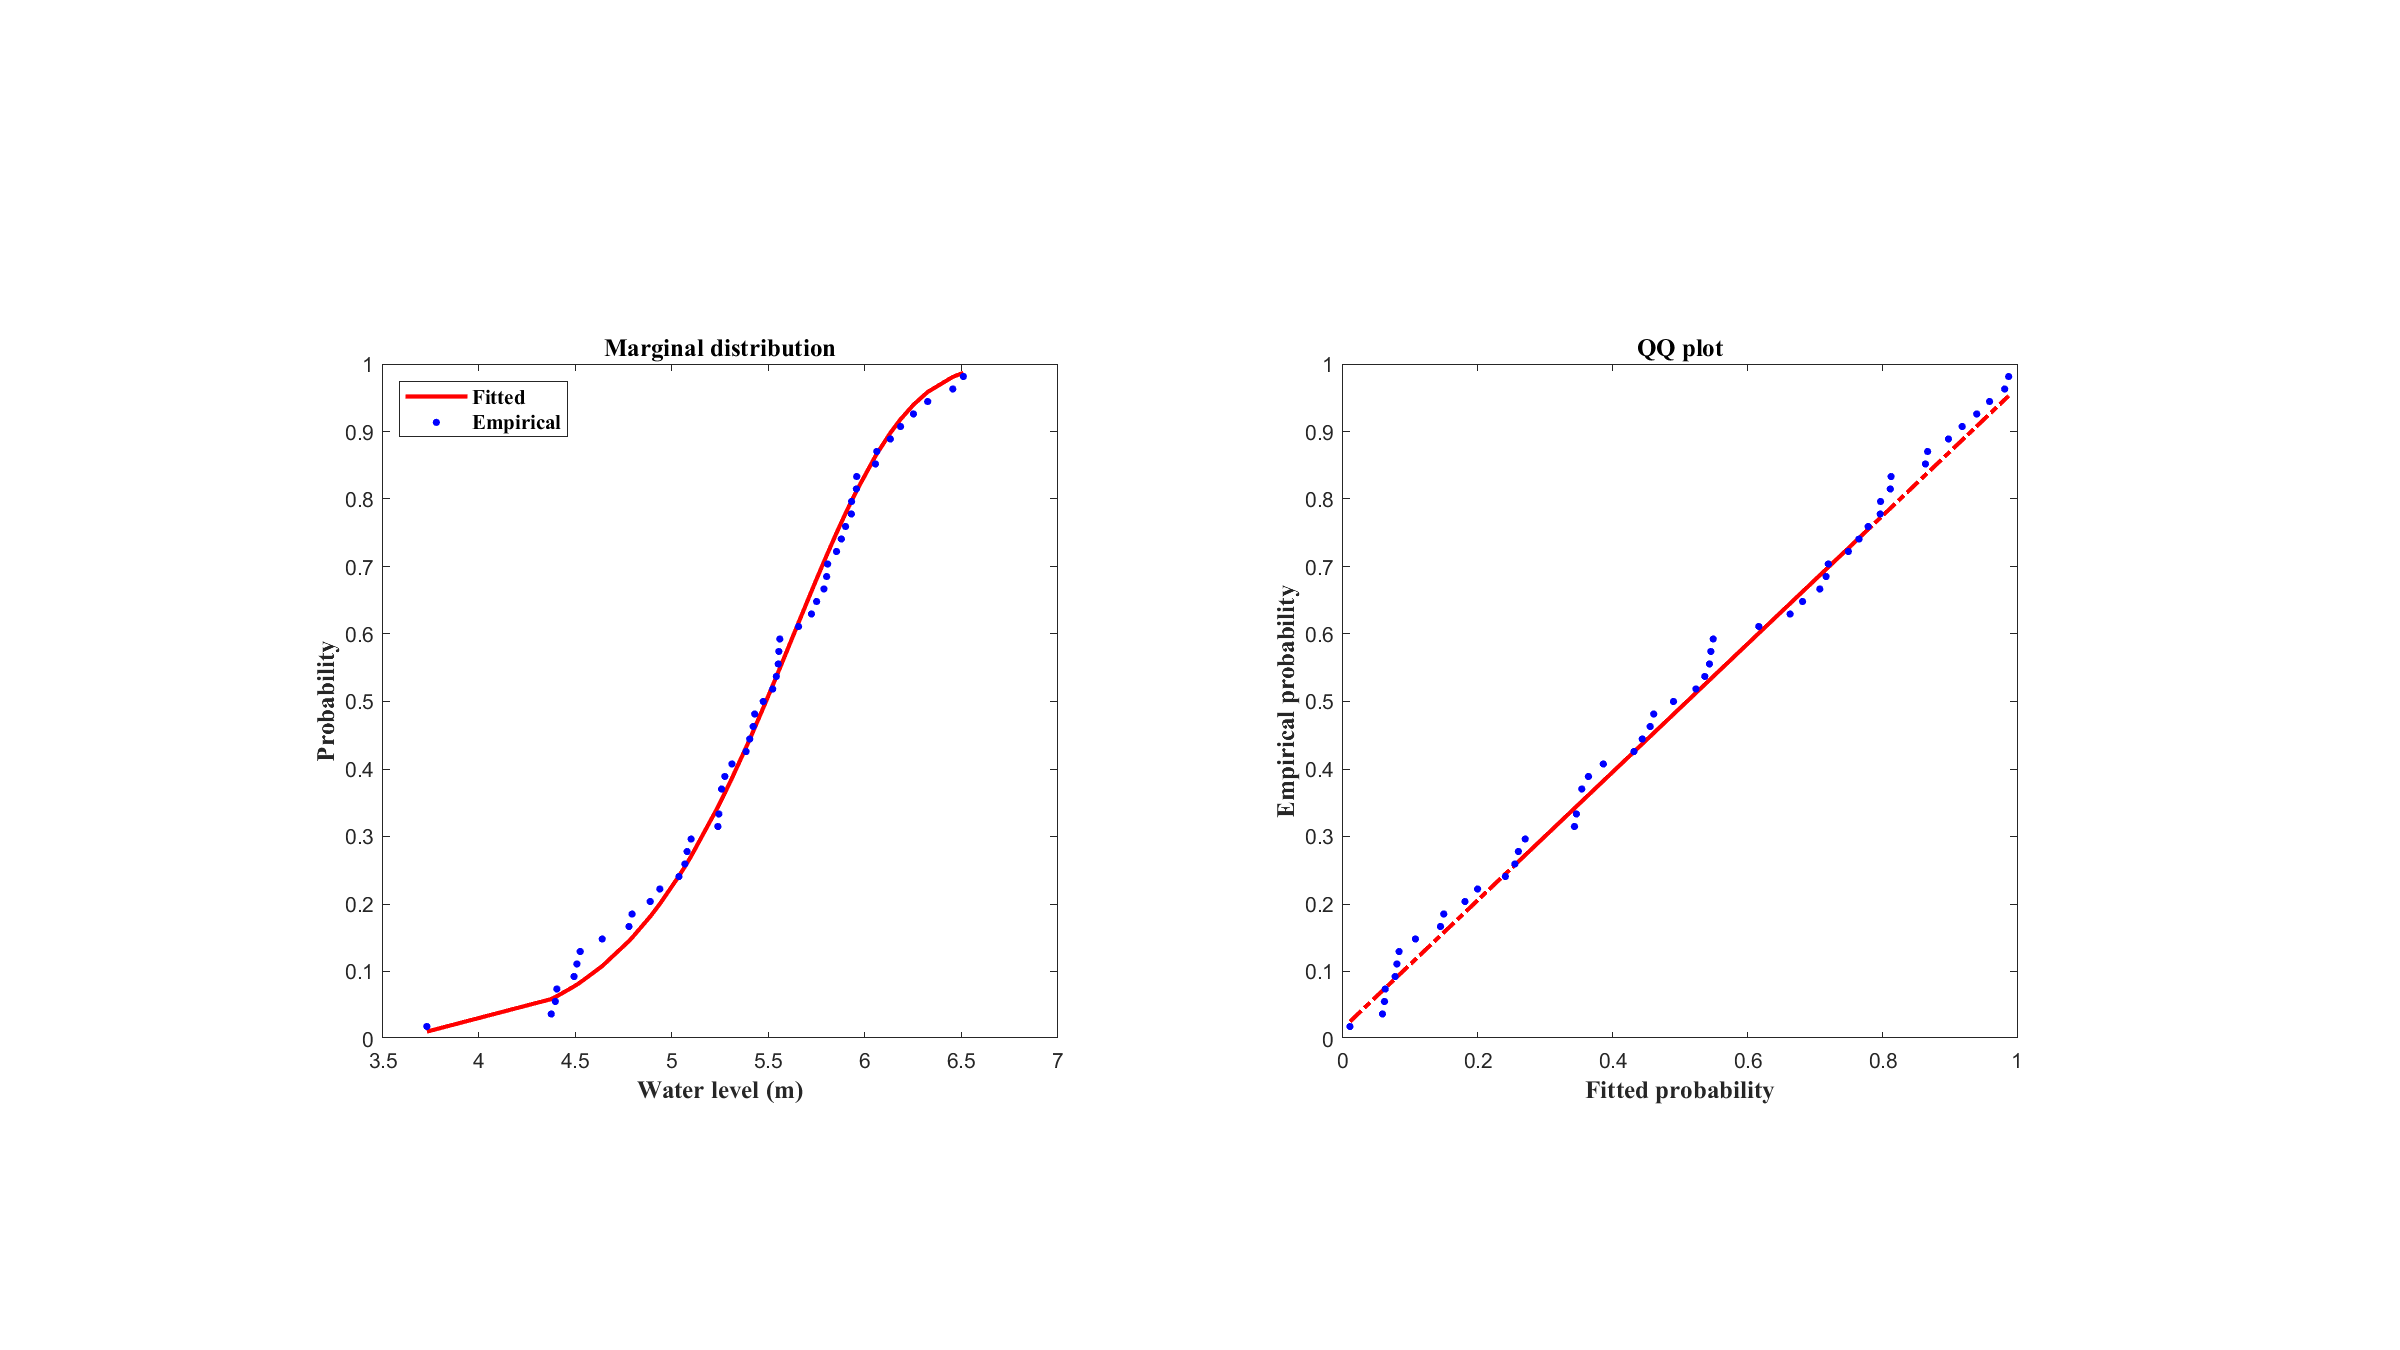 Marginal distribution
1
0.9
0.8
0.7
0.6
0.5
0.4
0.3
0.2
0.1
0
Probability
Fitted
Empirical
3.5 4 4.5 5 5.5 6 6.5 7
Water level (m)
QQ plot
1
0.9
0.8
0.7
0.6
0.5
0.4
0.3
0.2
0.1
0
Empirical probability
0 0.2 0.4 0.6 0.8 1
Fitted probability